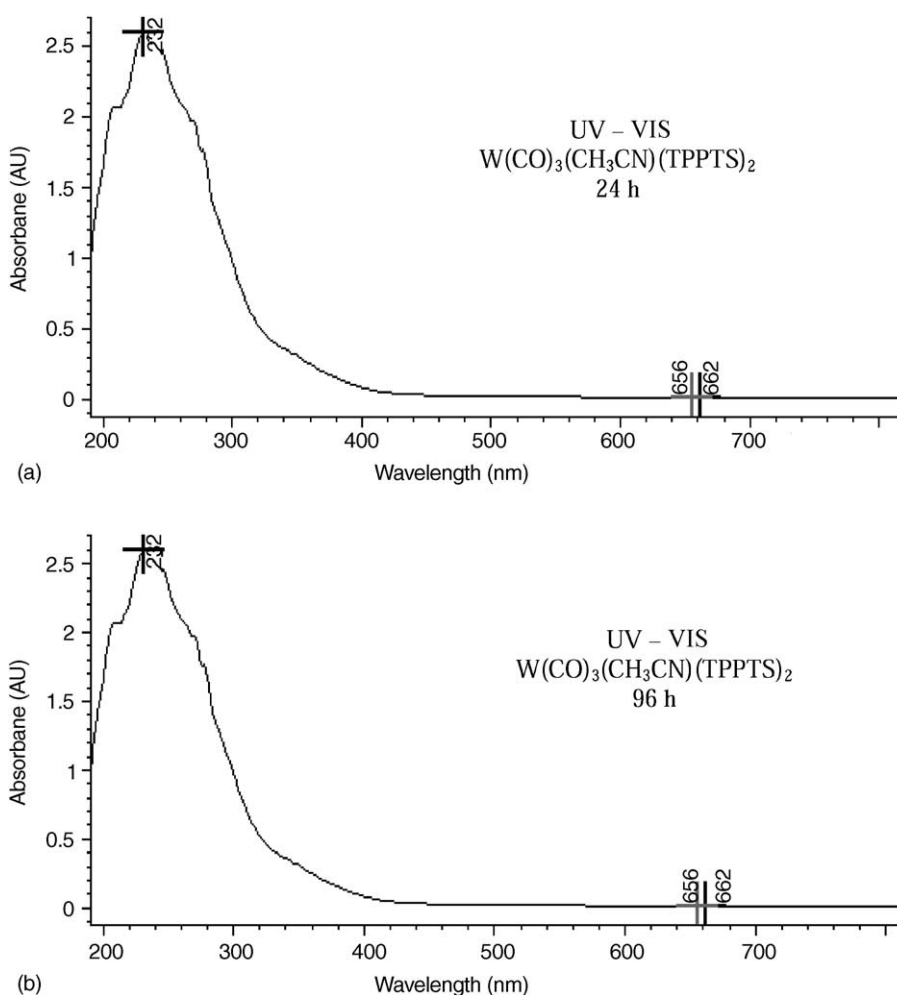 2.5
2
1.5
1
0.5
0
Absorbane (AU)
232
UV – VIS
W(CO)₃(CH₃CN)(TPPTS)₂
24 h
656
662
200 300 400 500 600 700
Wavelength (nm)
(a)
2.5
2
1.5
1
0.5
0
Absorbane (AU)
232
UV – VIS
W(CO)₃(CH₃CN)(TPPTS)₂
96 h
656
662
200 300 400 500 600 700
Wavelength (nm)
(b)